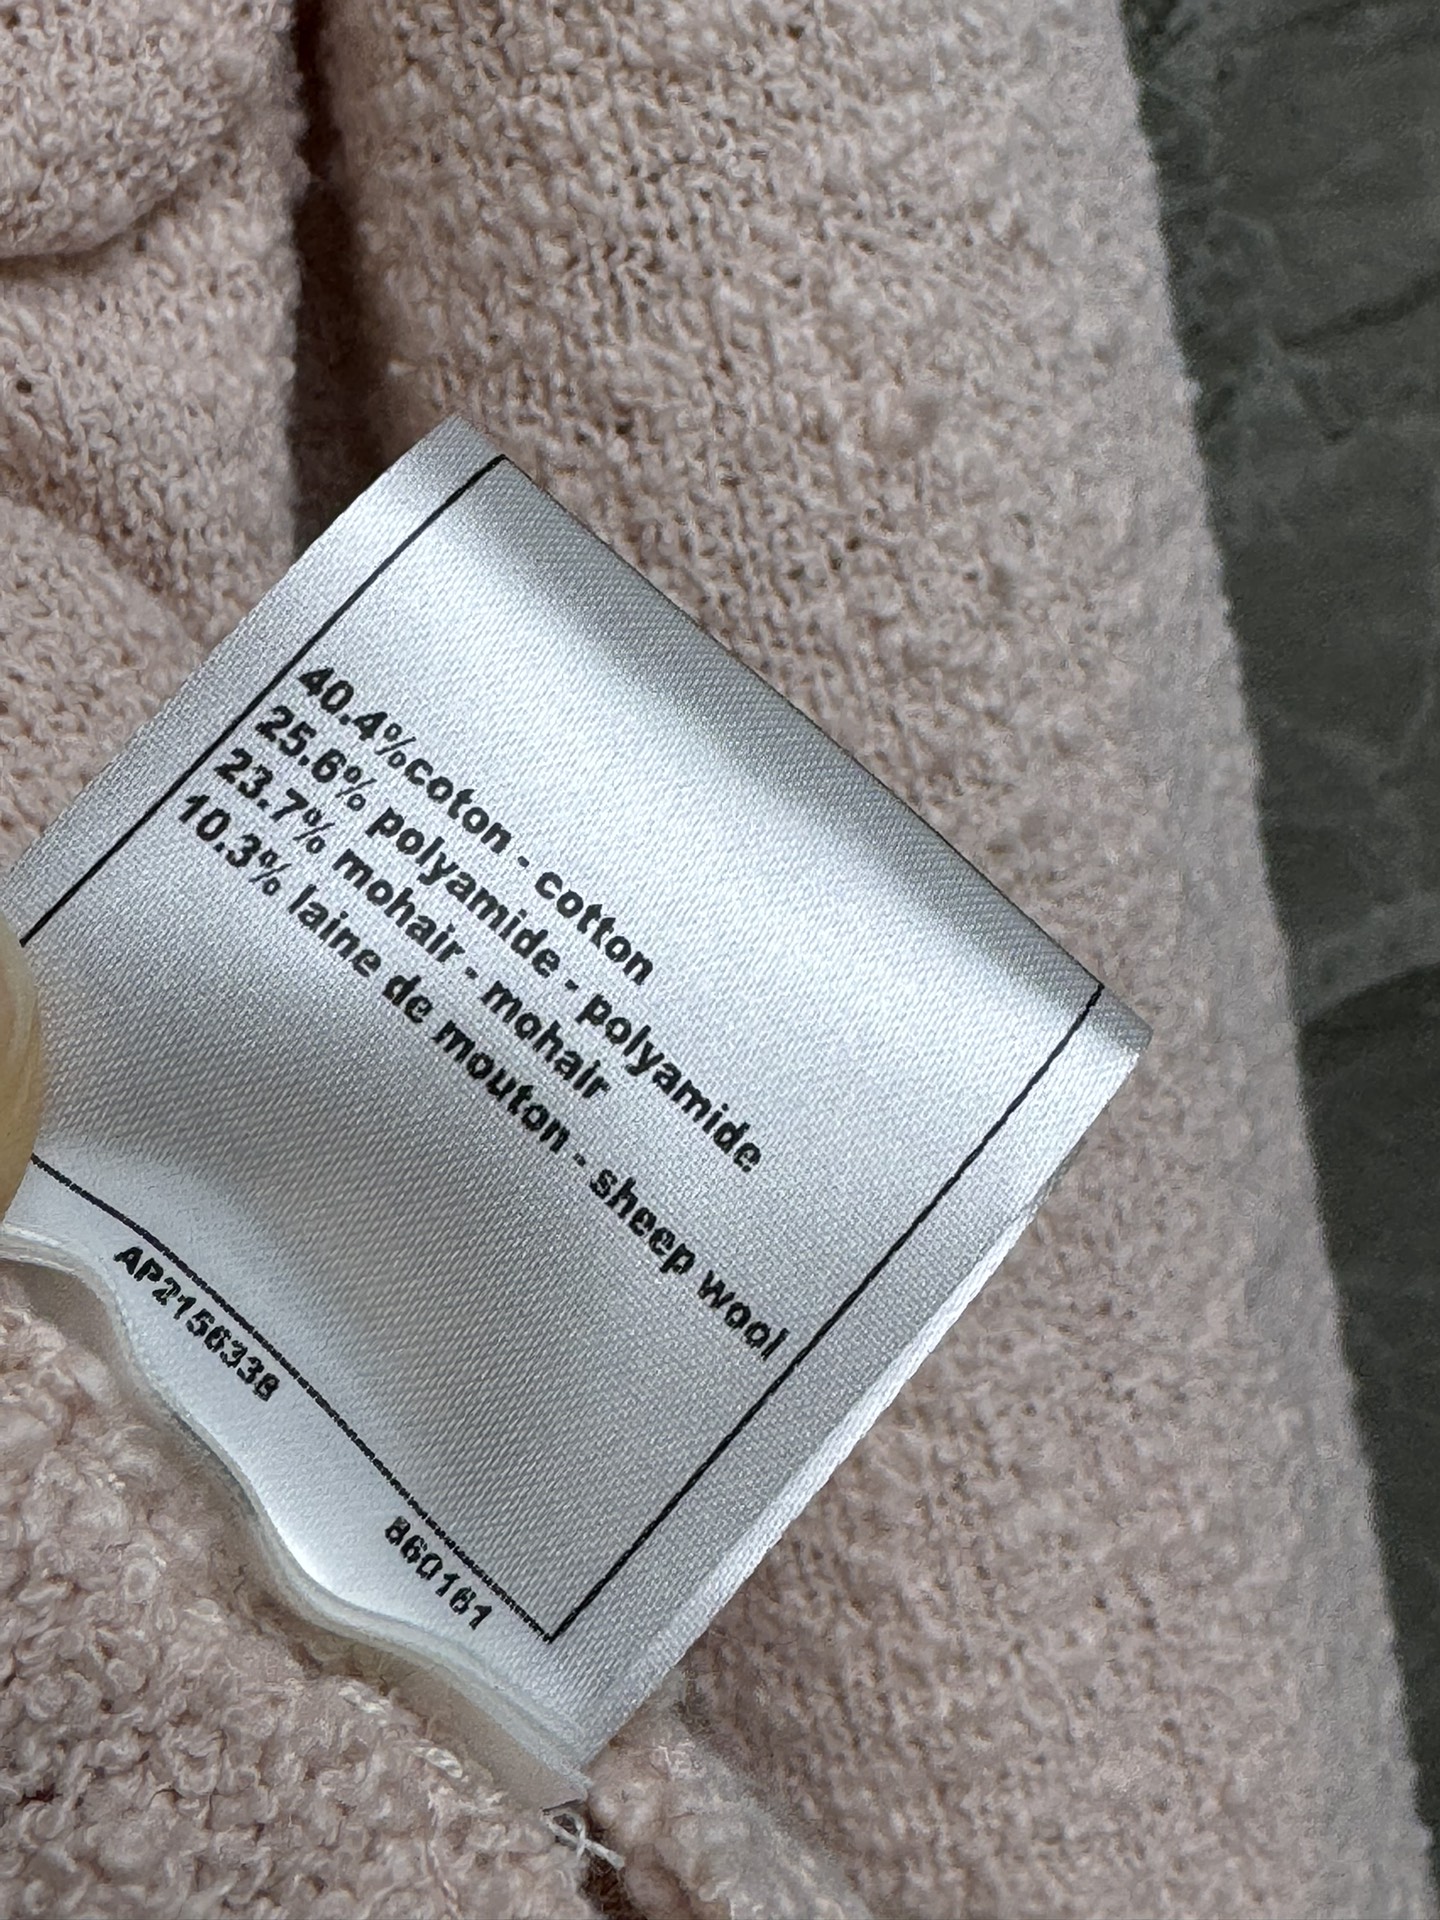 40.4%coton - cotton
25.6% polyamide - polyamide
23.7% mohair - mohair
10.3% laine de mouton - sheep wool
AP2156338
860161